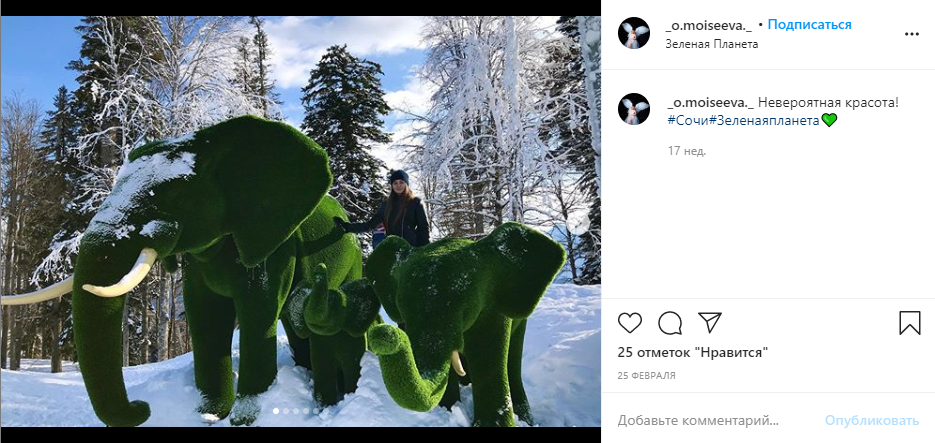 _o.moiseeva._ • Подписаться
Зеленая Планета
_o.moiseeva._ Невероятная красота!
#Сочи#Зеленаяпланета💚
17 нед.
25 отметок "Нравится"
25 ФЕВРАЛЯ
Добавьте комментарий...
Опубликовать